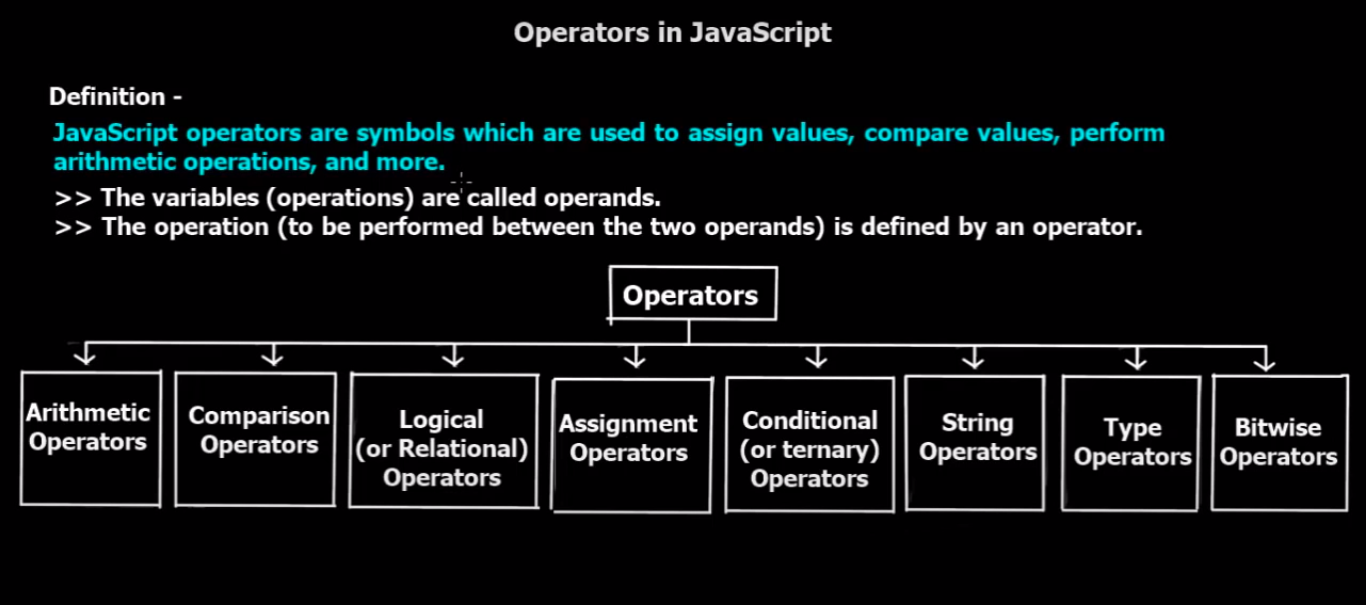 Operators in JavaScript
Definition -
JavaScript operators are symbols which are used to assign values, compare values, perform
arithmetic operations, and more.
>> The variables (operations) are called operands.
>> The operation (to be performed between the two operands) is defined by an operator.
Operators
Arithmetic
Operators
Comparison
Operators
Logical
(or Relational)
Operators
Assignment
Operators
Conditional
(or ternary)
Operators
String
Operators
Type
Operators
Bitwise
Operators